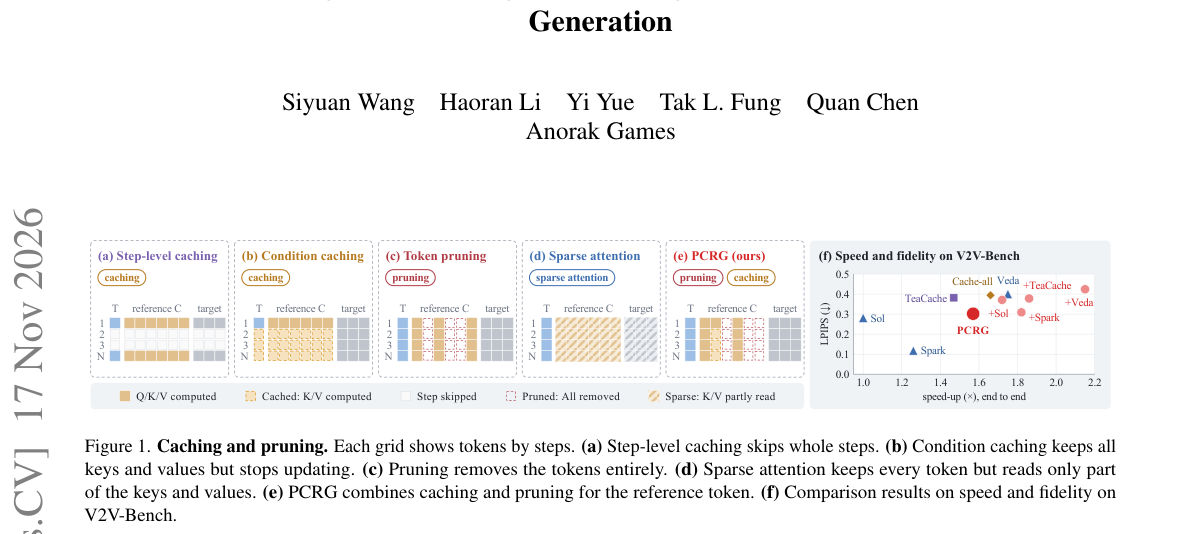 Generation
Siyuan Wang Haoran Li Yi Yue Tak L. Fung Quan Chen
Anorak Games
s.CV] 17 Nov 2026
(a) Step-level caching
caching
T reference C target
1
2
3
N
(b) Condition caching
caching
T reference C target
1
2
3
N
(c) Token pruning
pruning
T reference C target
1
2
3
N
(d) Sparse attention
sparse attention
T reference C target
1
2
3
N
(e) PCRG (ours)
pruning caching
T reference C target
1
2
3
N
Q/K/V computed Cached: K/V computed Step skipped Pruned: All removed Sparse: K/V partly read
(f) Speed and fidelity on V2V-Bench
LPIPS (↓)
0.5
0.4
0.3
0.2
0.1
0.0
Cache-all Veda +TeaCache
TeaCache +Veda
Sol +Sol +Spark
PCRG
Spark
1.0 1.2 1.4 1.6 1.8 2.0 2.2
speed-up (×), end to end
Figure 1. Caching and pruning. Each grid shows tokens by steps. (a) Step-level caching skips whole steps. (b) Condition caching keeps all
keys and values but stops updating. (c) Pruning removes the tokens entirely. (d) Sparse attention keeps every token but reads only part
of the keys and values. (e) PCRG combines caching and pruning for the reference token. (f) Comparison results on speed and fidelity on
V2V-Bench.